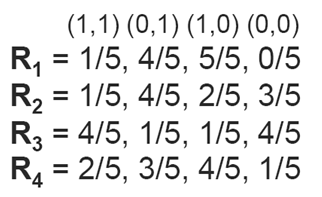 (1,1) (0,1) (1,0) (0,0)
R₁ = 1/5, 4/5, 5/5, 0/5
R₂ = 1/5, 4/5, 2/5, 3/5
R₃ = 4/5, 1/5, 1/5, 4/5
R₄ = 2/5, 3/5, 4/5, 1/5